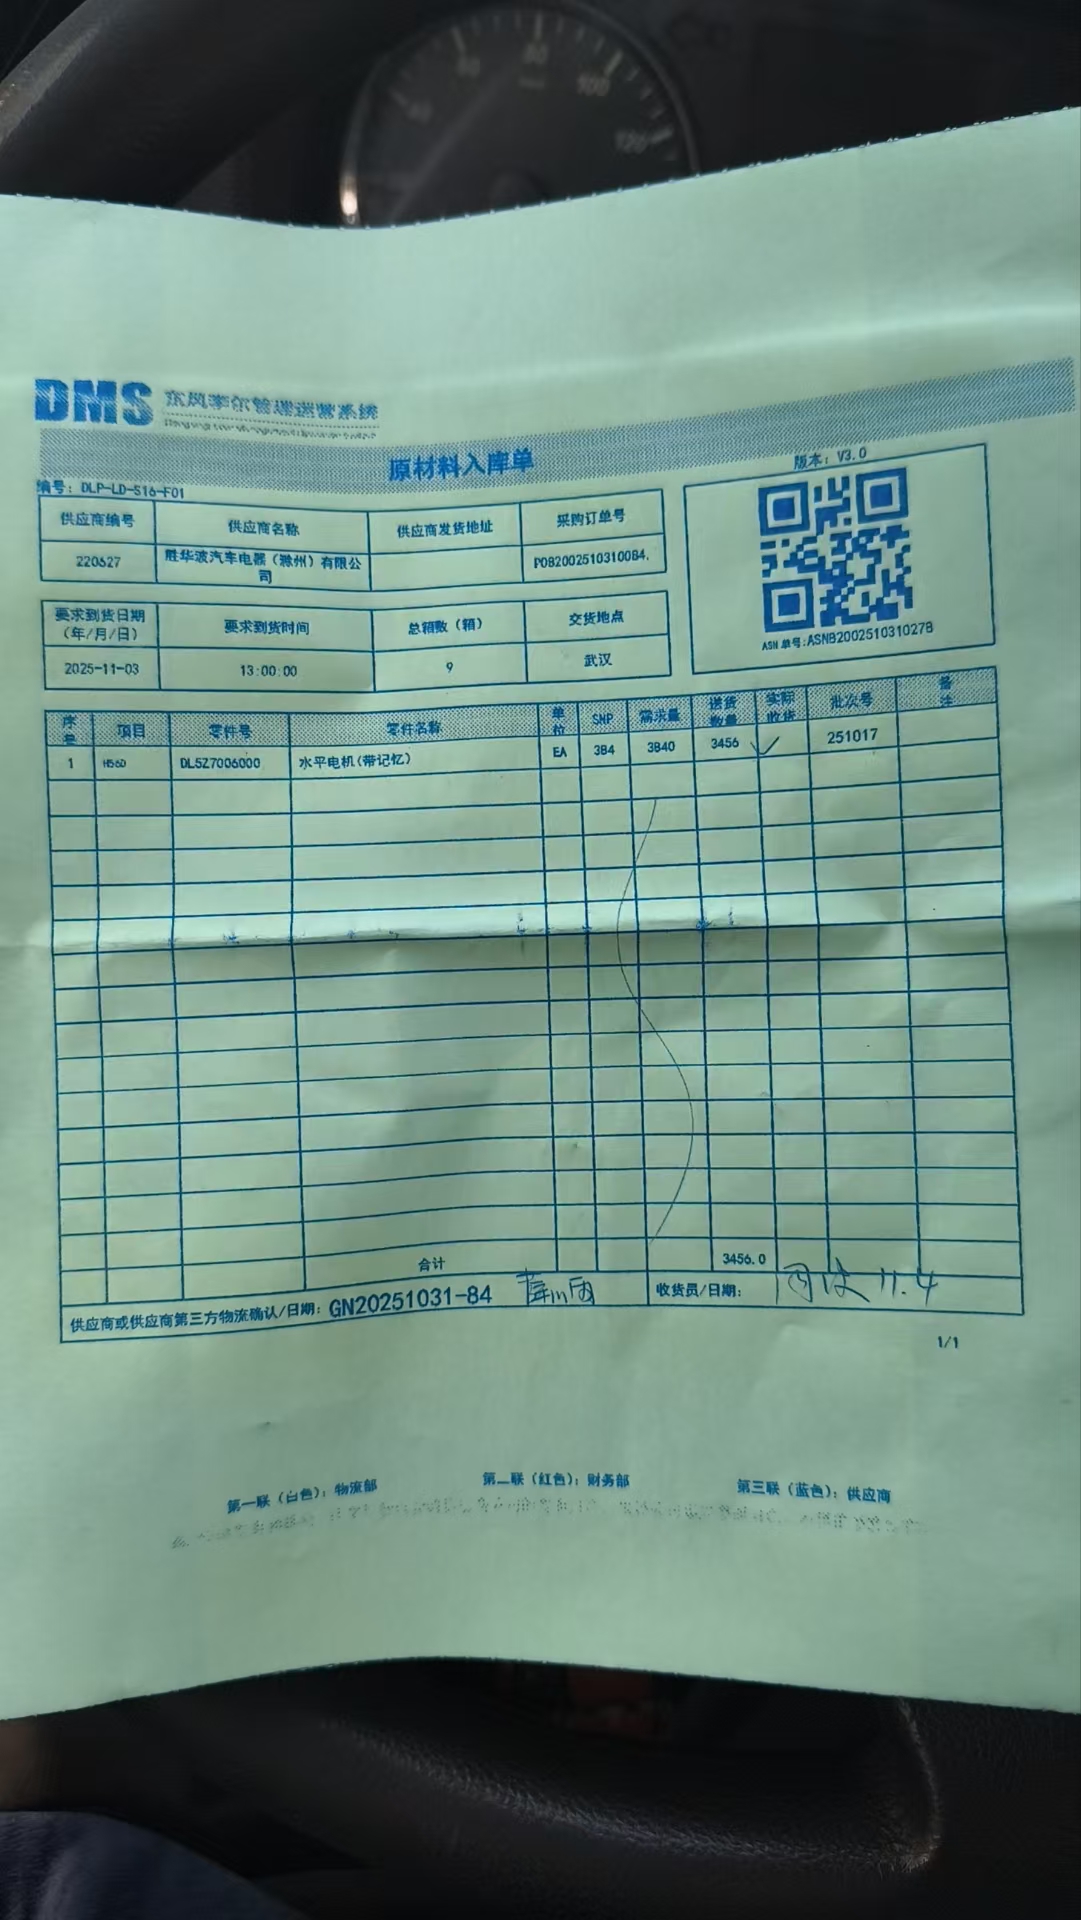 DMS 东风李尔管理运营系统
原材料入库单
编号: DLP-LD-S16-F01
版本: V3.0
供应商编号 供应商名称 供应商发货地址 采购订单号
220627 胜华波汽车电器（滁州）有限公司 POB2002510310084.
ASN 单号:ASNB2002510310278
要求到货日期（年/月/日） 要求到货时间 总箱数（箱） 交货地点
2025-11-03 13:00:00 9 武汉
序号 项目 零件号 零件名称 单位 SNP 需求量 送货数量 实际收货 批次号 备注
1 H56D DL5Z7006000 水平电机(带记忆) EA 384 3840 3456 ✓ 251017
合计 3456.0
供应商或供应商第三方物流确认/日期: GN20251031-84 收货员/日期: 11.4
1/1
第一联（白色）: 物流部 第二联（红色）: 财务部 第三联（蓝色）: 供应商